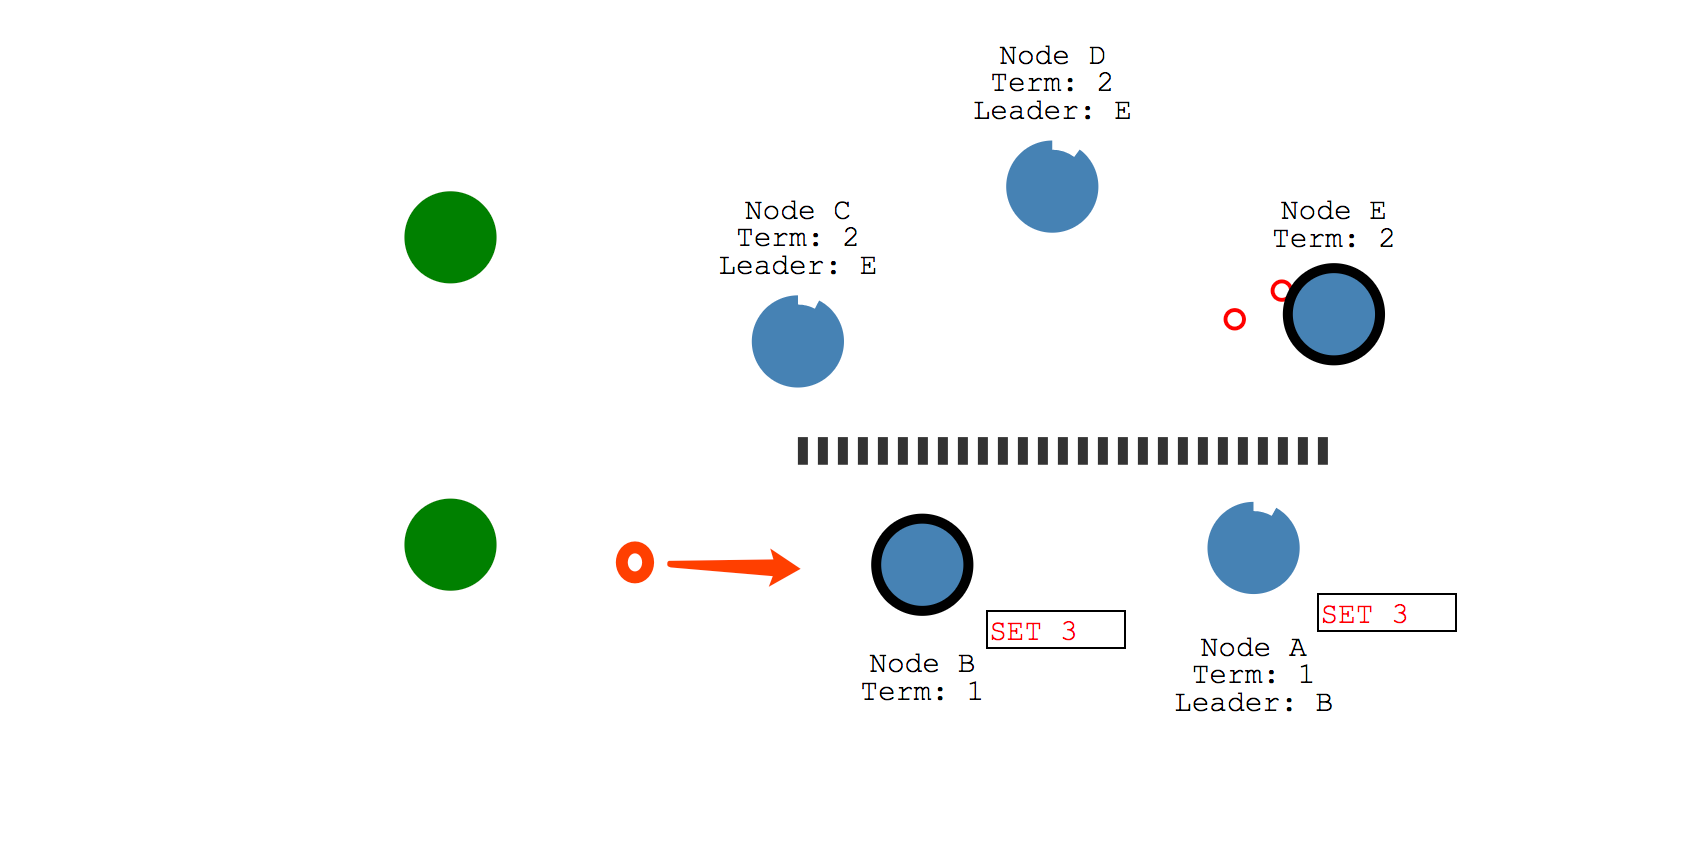 Node D
Term: 2
Leader: E
Node C
Term: 2
Leader: E
Node E
Term: 2
SET 3
Node B
Term: 1
SET 3
Node A
Term: 1
Leader: B